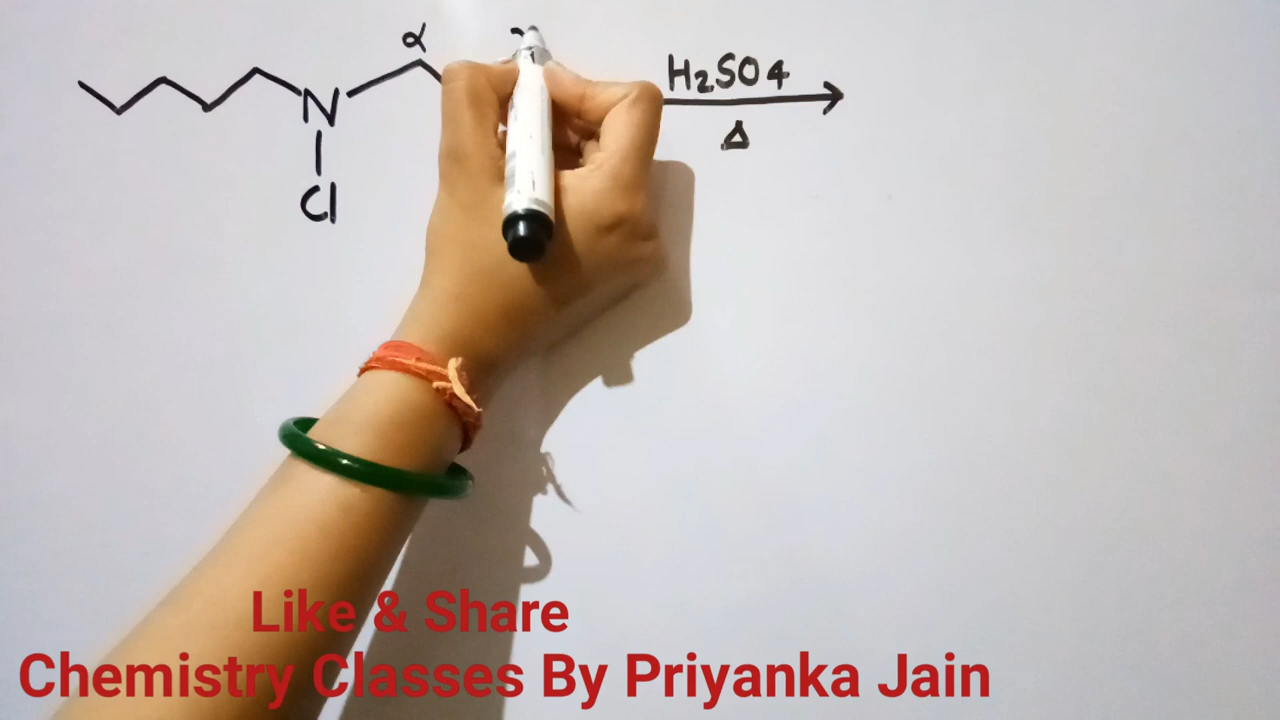 α
H₂SO₄
N
Δ
Cl
Like & Share
Chemistry Classes By Priyanka Jain